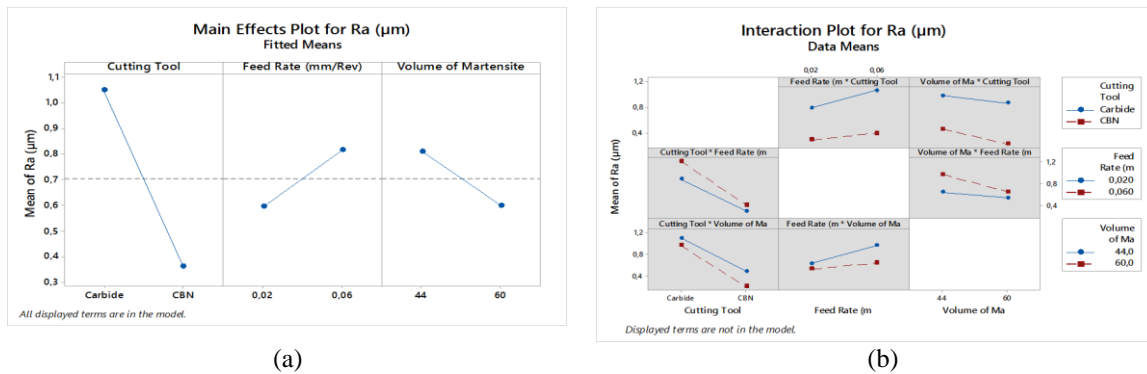 Main Effects Plot for Ra (µm)
Fitted Means
Cutting Tool Feed Rate (mm/Rev) Volume of Martensite
1,1
1,0
0,9
0,8
0,7
0,6
0,5
0,4
0,3
Mean of Ra (µm)
Carbide CBN 0,02 0,06 44 60
All displayed terms are in the model.
(a)
Interaction Plot for Ra (µm)
Data Means
0,02 0,06
Feed Rate (m * Cutting Tool Volume of Ma * Cutting Tool
1,2
0,8
0,4
Cutting Tool
Carbide
CBN
Cutting Tool * Feed Rate (m Volume of Ma * Feed Rate (m
1,2
0,8
0,4
Feed
Rate (m
0,020
0,060
Cutting Tool * Volume of Ma Feed Rate (m * Volume of Ma
1,2
0,8
0,4
Volume
of Ma
44,0
60,0
Mean of Ra (µm)
Carbide CBN 44 60
Cutting Tool Feed Rate (m Volume of Ma
Displayed terms are not in the model.
(b)